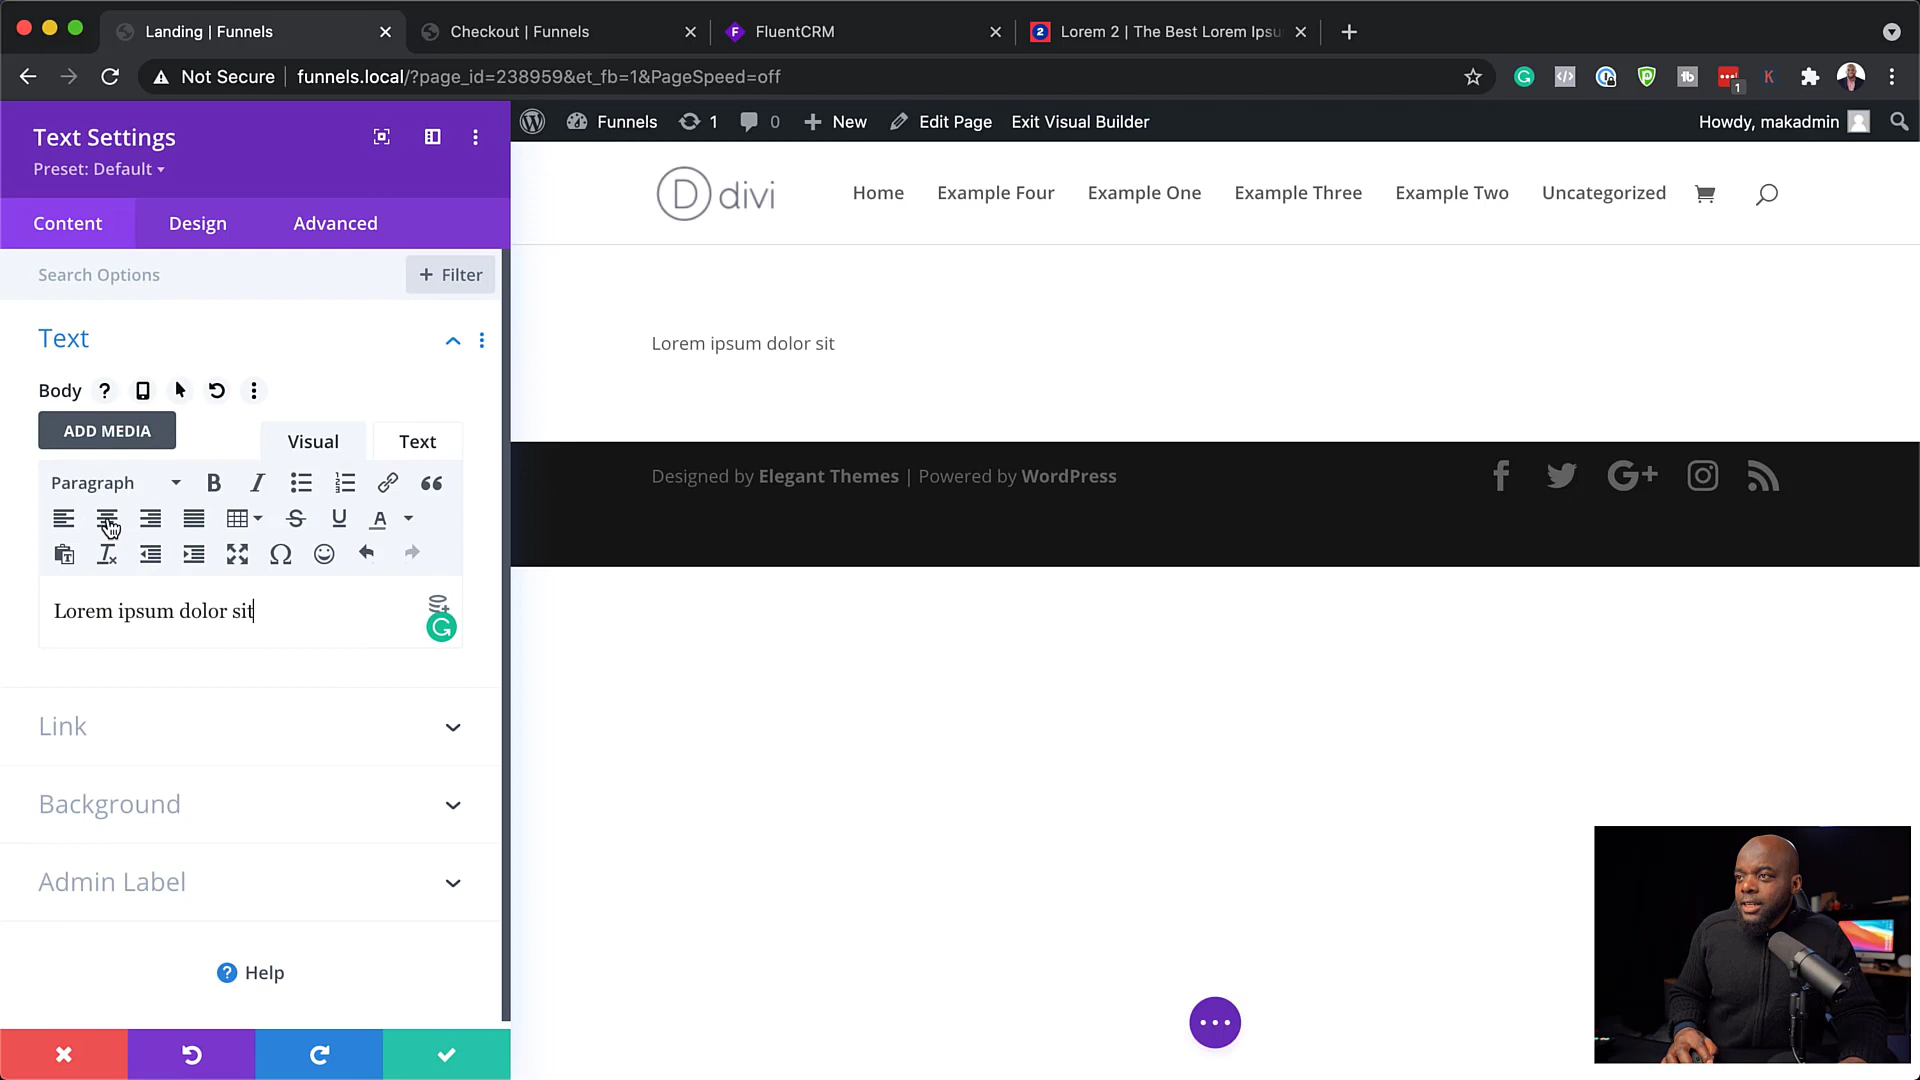 Landing | Funnels
Checkout | Funnels
FluentCRM
Lorem 2 | The Best Lorem Ipsu
Not Secure
funnels.local/?page_id=238959&et_fb=1&PageSpeed=off
Text Settings
Preset: Default
Funnels
1
0
New
Edit Page
Exit Visual Builder
Howdy, makadmin
divi
Home
Example Four
Example One
Example Three
Example Two
Uncategorized
Content
Design
Advanced
Search Options
+ Filter
Text
Body
ADD MEDIA
Visual
Text
Paragraph
Lorem ipsum dolor sit
Lorem ipsum dolor sit
Designed by Elegant Themes | Powered by WordPress
Link
Background
Admin Label
Help